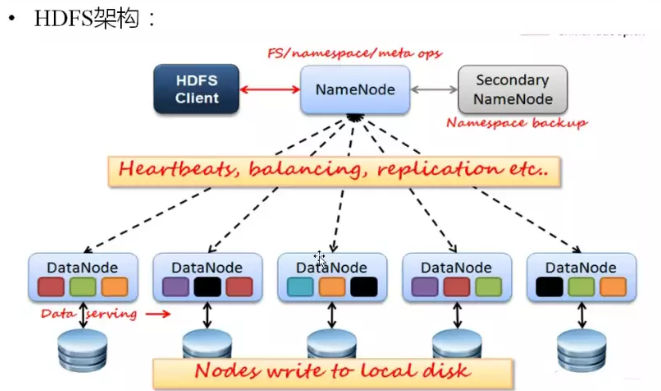 • HDFS架构：
FS/namespace/meta ops
HDFS Client
NameNode
Secondary NameNode
Namespace backup
Heartbeats, balancing, replication etc..
DataNode
DataNode
DataNode
DataNode
DataNode
Data serving
Nodes write to local disk